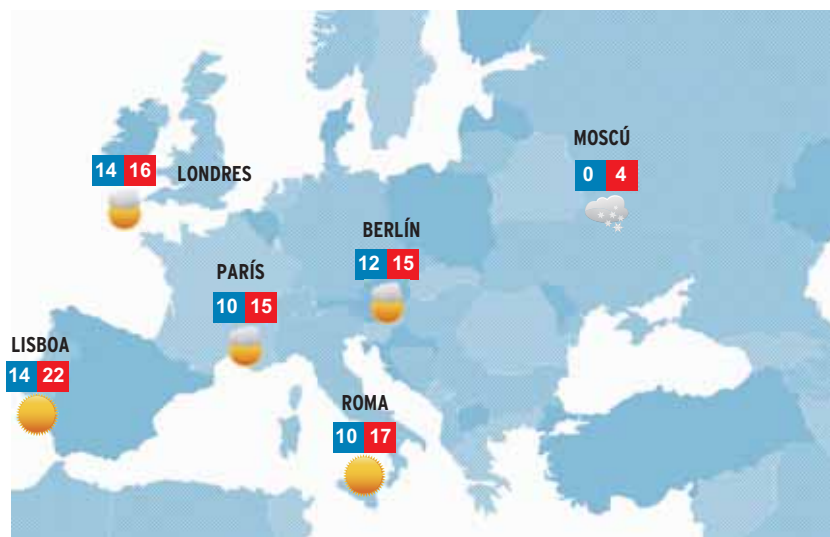 MOSCÚ
0 4
14 16 LONDRES
BERLÍN
12 15
PARÍS
10 15
LISBOA
14 22
ROMA
10 17